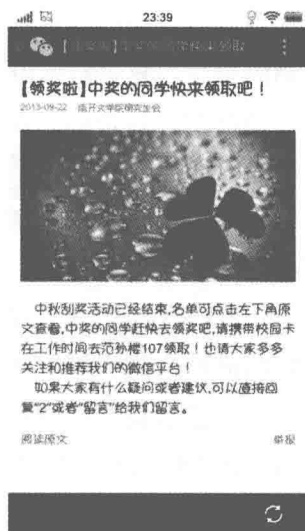 23:39
【领奖啦】中奖的同学快来领取吧！
2013-09-22 南开文学院研究生会
中秋刮奖活动已经结束,名单可点击左下角原
文查看,中奖的同学赶快去领奖吧,请携带校园卡
在工作时间去范孙楼107领取！也请大家多多
关注和推荐我们的微信平台！
如果大家有什么疑问或者建议,可以直接回
复“2”或者“留言”给我们留言。
阅读原文 举报